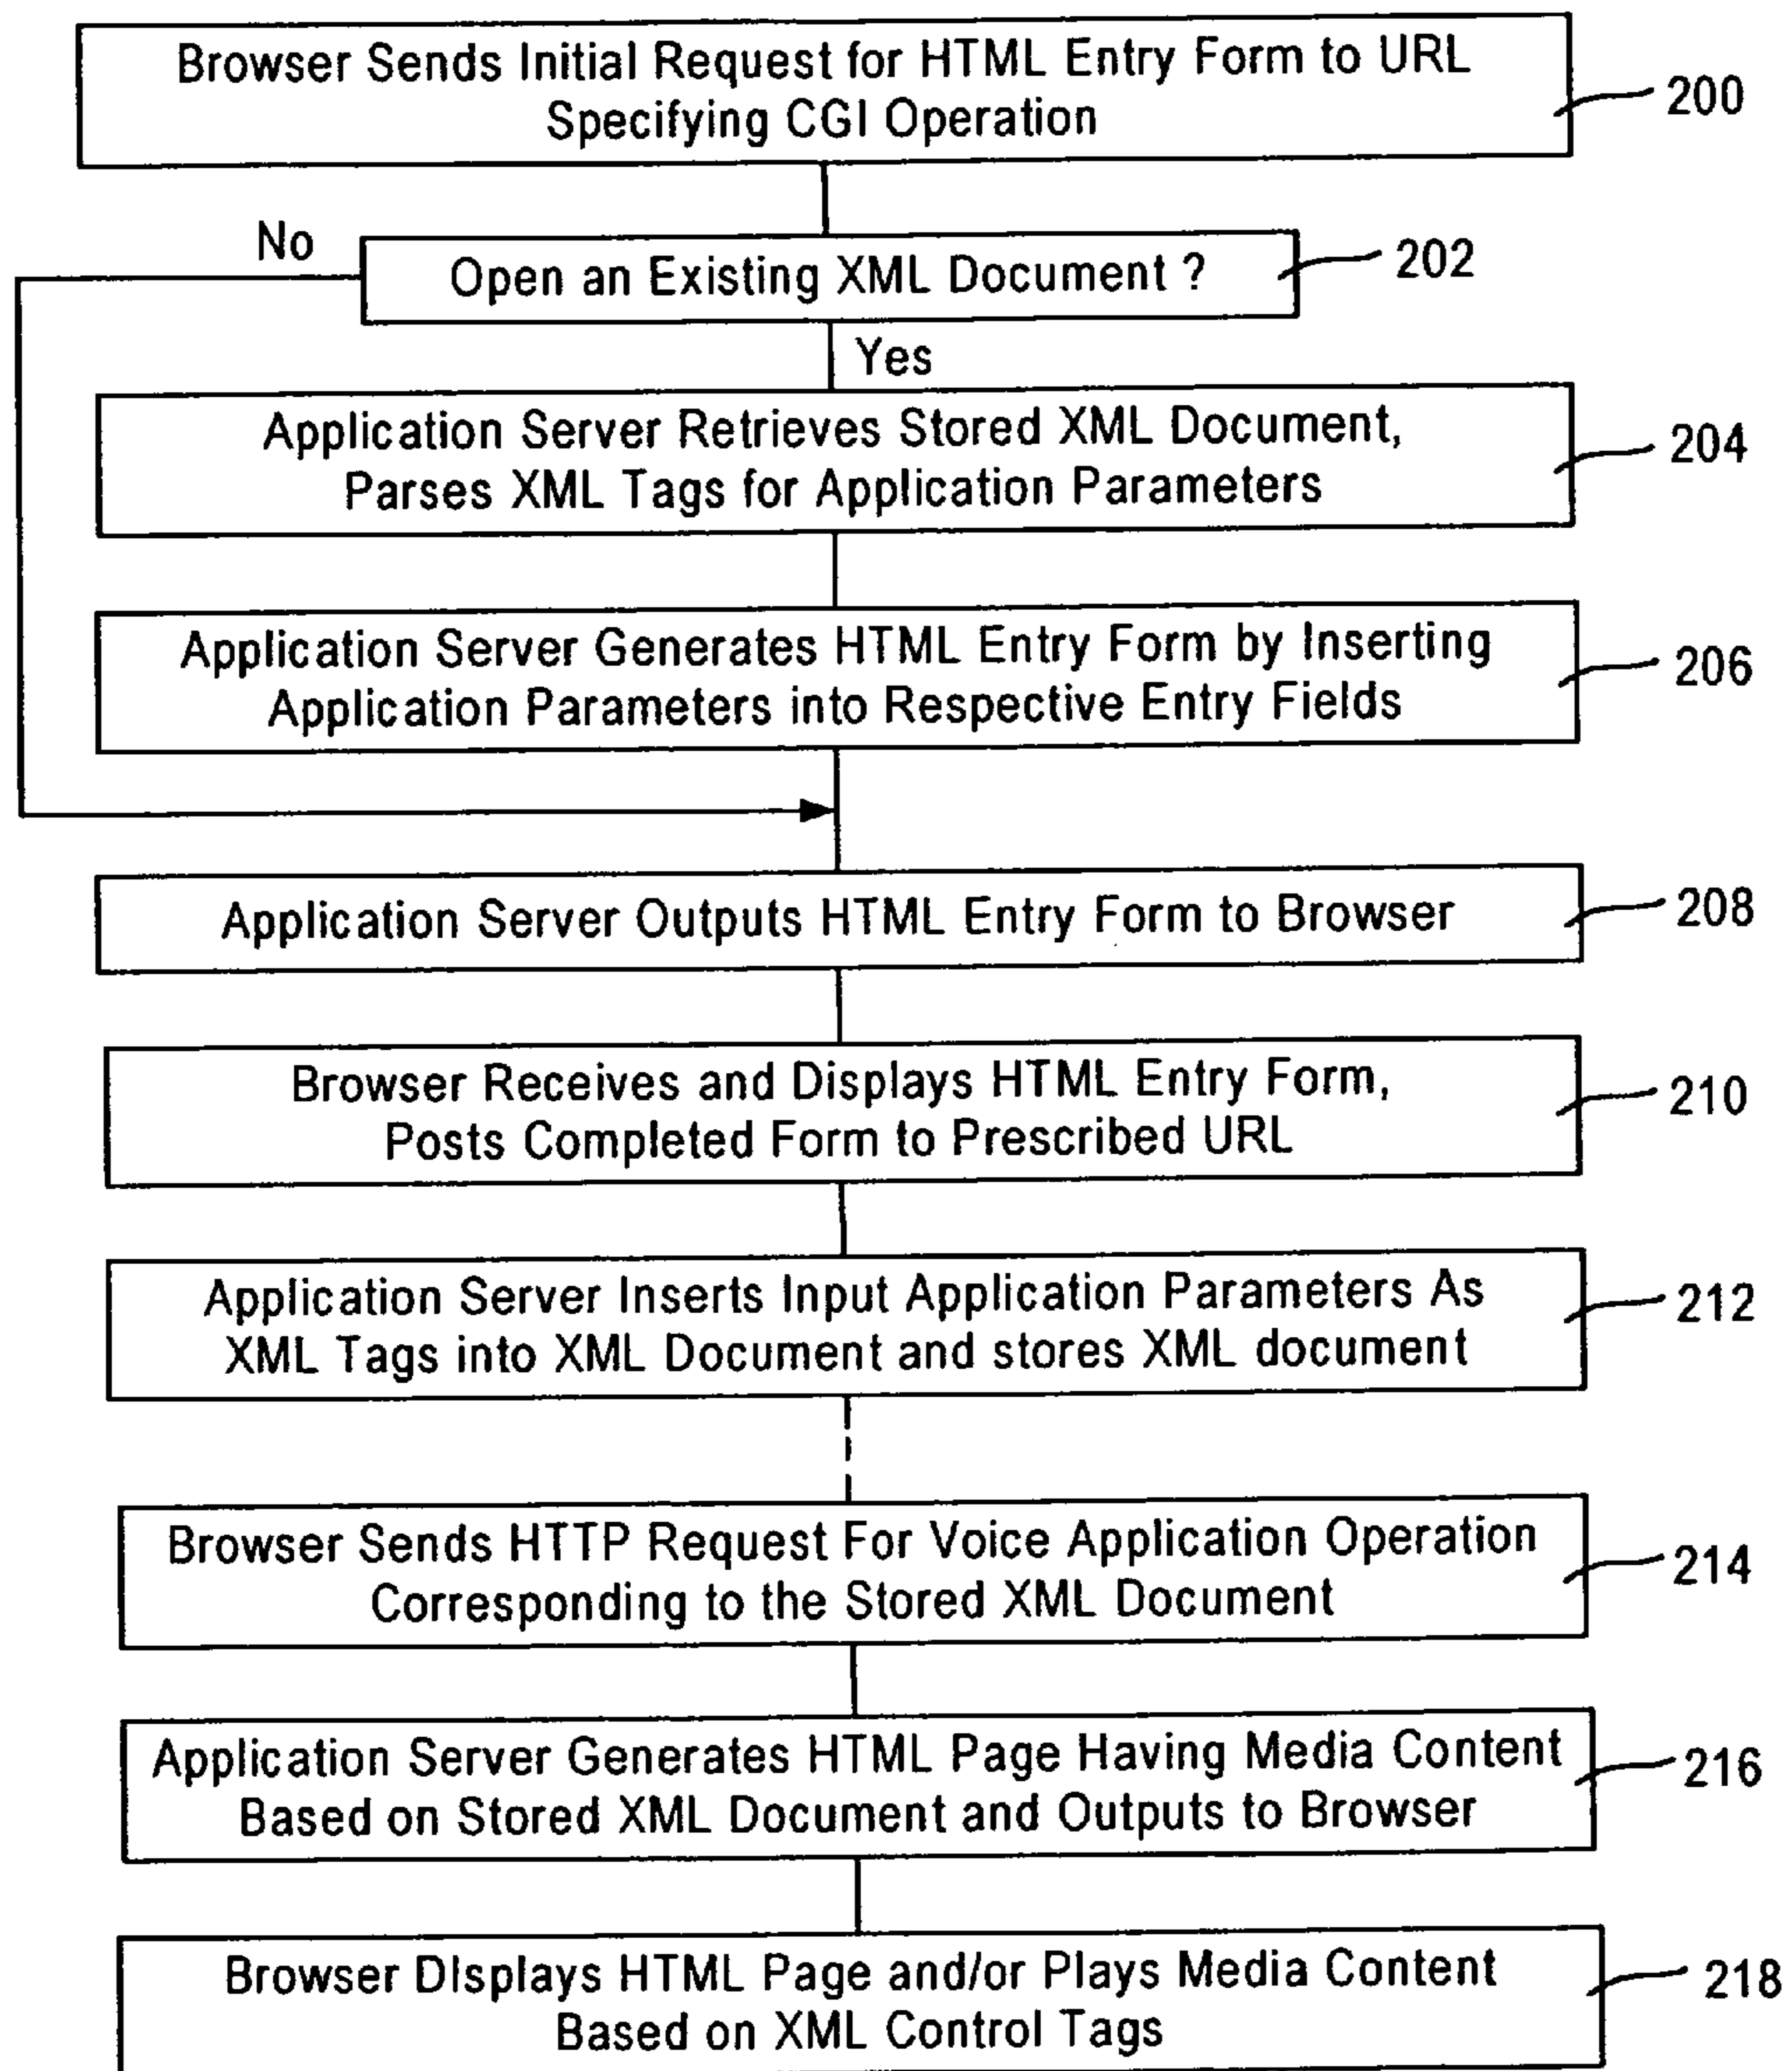 Browser Sends Initial Request for HTML Entry Form to URL
Specifying CGI Operation
200
No
Open an Existing XML Document ?
202
Yes
Application Server Retrieves Stored XML Document,
Parses XML Tags for Application Parameters
204
Application Server Generates HTML Entry Form by Inserting
Application Parameters into Respective Entry Fields
206
Application Server Outputs HTML Entry Form to Browser
208
Browser Receives and Displays HTML Entry Form,
Posts Completed Form to Prescribed URL
210
Application Server Inserts Input Application Parameters As
XML Tags into XML Document and stores XML document
212
Browser Sends HTTP Request For Voice Application Operation
Corresponding to the Stored XML Document
214
Application Server Generates HTML Page Having Media Content
Based on Stored XML Document and Outputs to Browser
216
Browser DIsplays HTML Page and/or Plays Media Content
Based on XML Control Tags
218